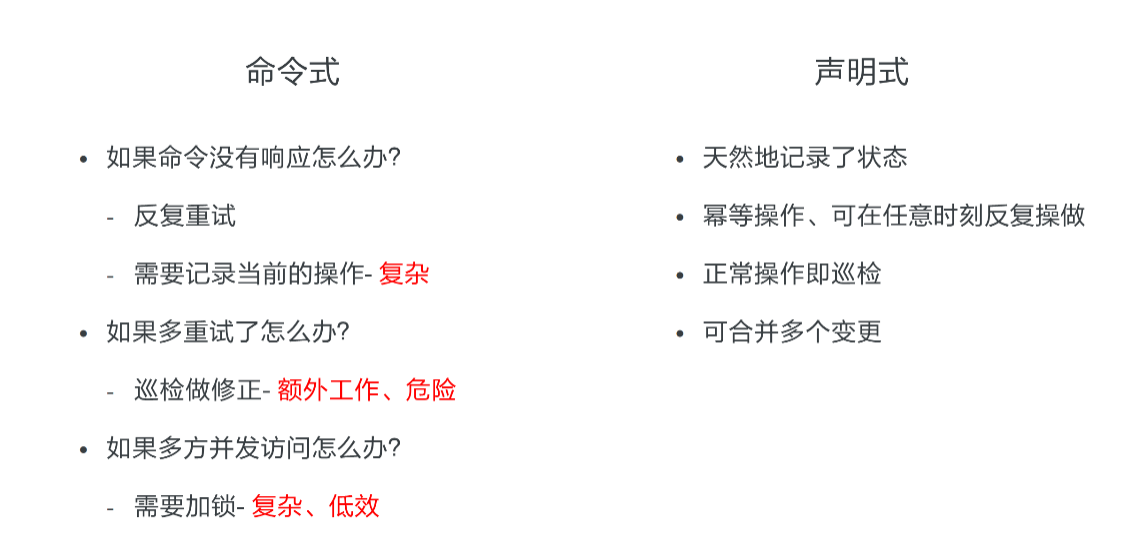 命令式
• 如果命令没有响应怎么办?
- 反复重试
- 需要记录当前的操作- 复杂
• 如果多重试了怎么办?
- 巡检做修正- 额外工作、危险
• 如果多方并发访问怎么办?
- 需要加锁- 复杂、低效
声明式
• 天然地记录了状态
• 幂等操作、可在任意时刻反复操做
• 正常操作即巡检
• 可合并多个变更